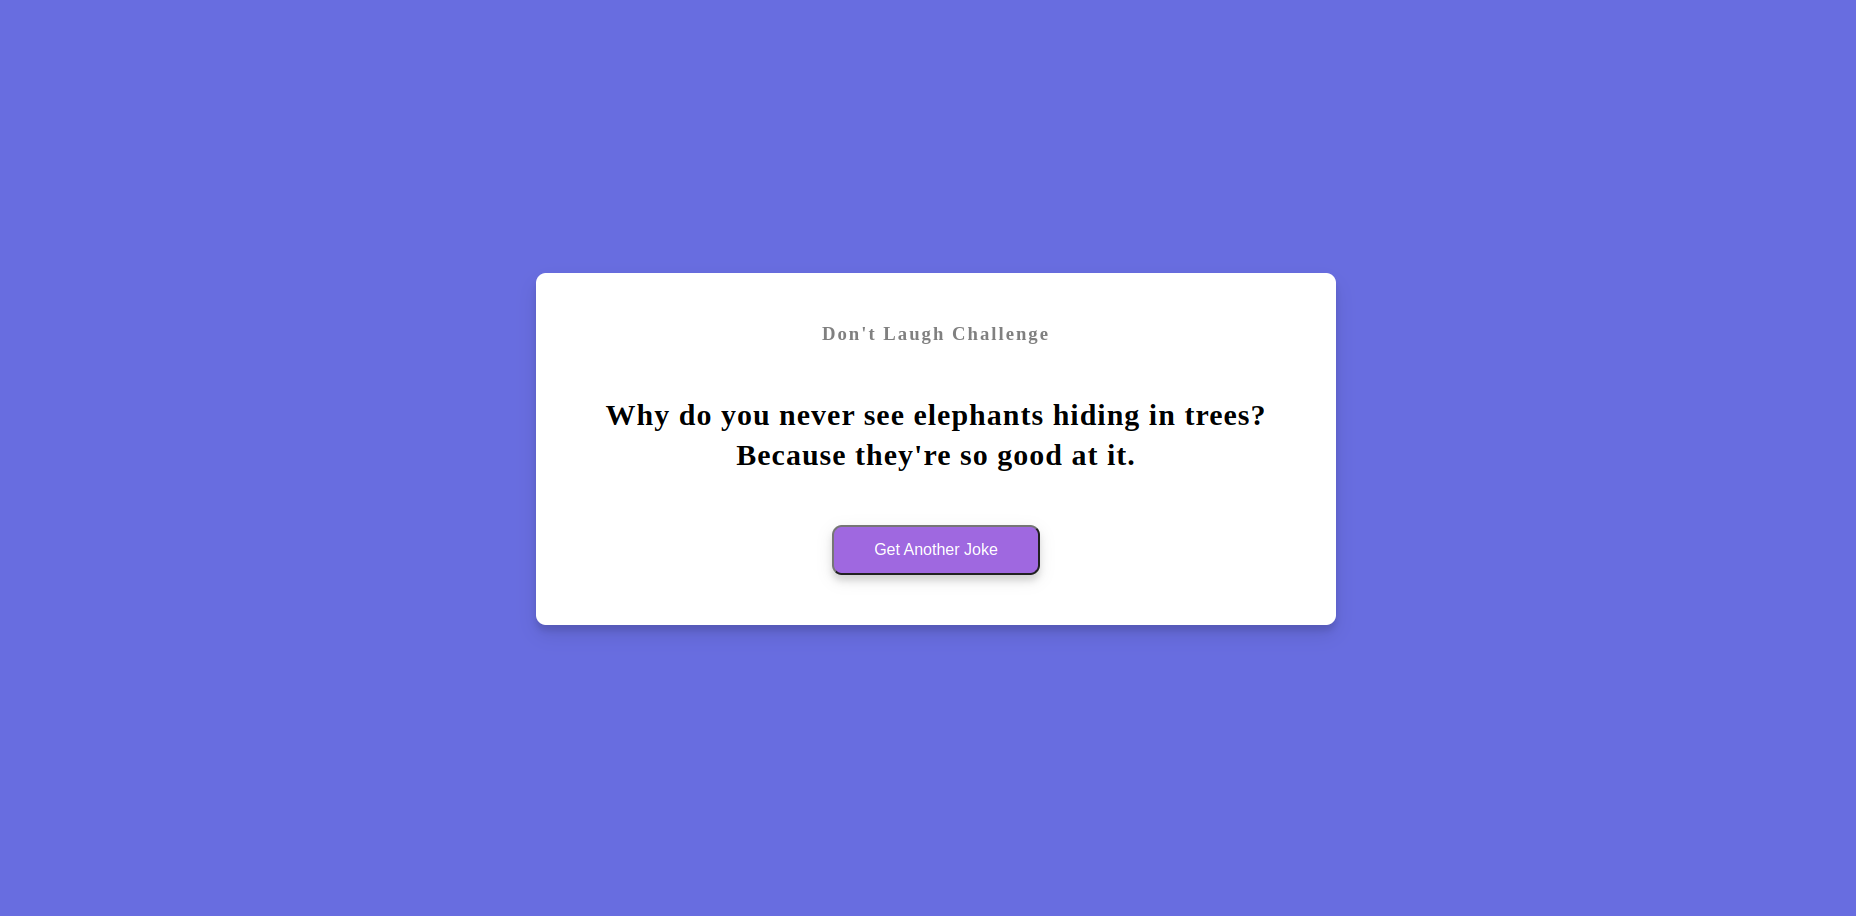 Don't Laugh Challenge
Why do you never see elephants hiding in trees?
Because they're so good at it.
Get Another Joke